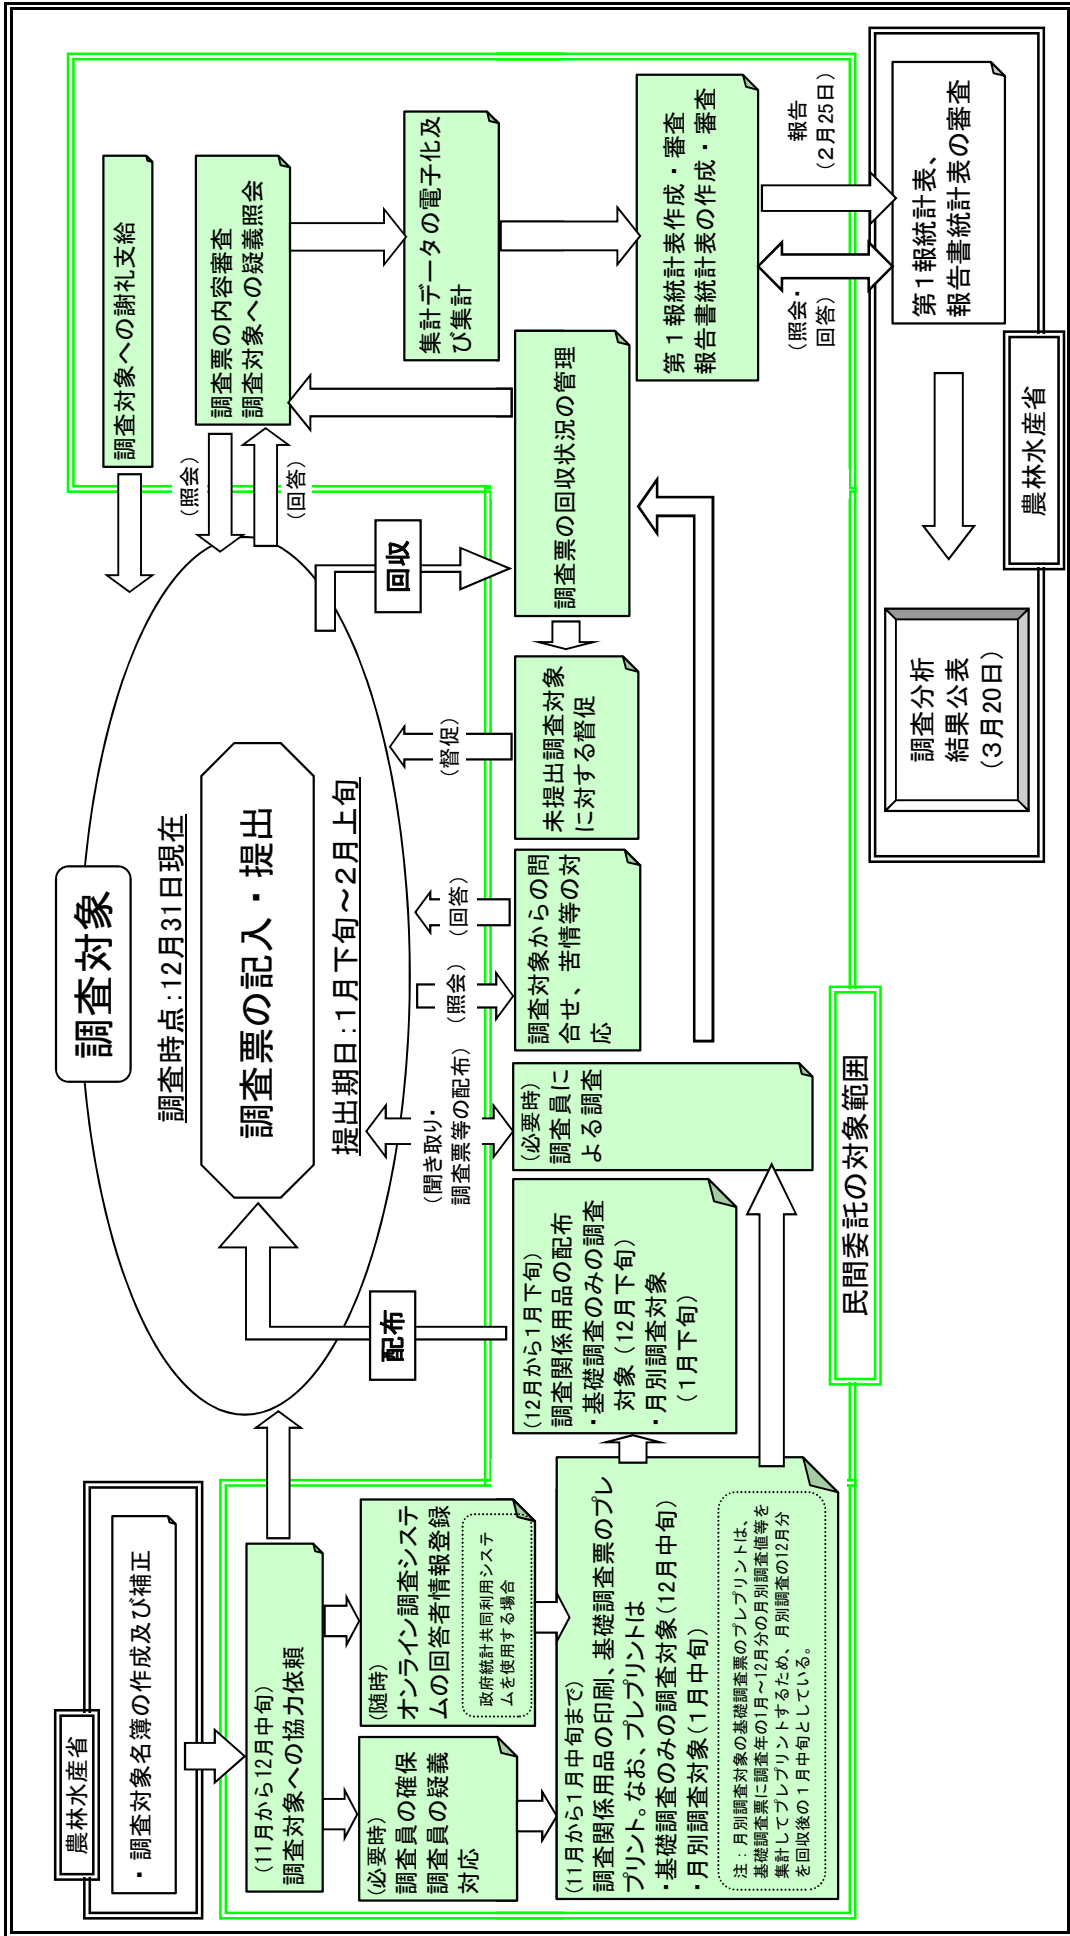 農林水産省
・調査対象名簿の作成及び補正
(11月から12月中旬)
調査対象への協力依頼
(必要時)
調査員の確保
調査員の疑義
対応
(随時)
オンライン調査システ
ムの回答者情報登録
政府統計共同利用システ
ムを使用する場合
(11月から1月中旬まで)
調査関係用品の印刷、基礎調査票のプレ
プリント。なお、プレプリントは
・基礎調査のみの調査対象(12月中旬)
・月別調査対象(1月中旬)
注：月別調査対象の基礎調査票のプレプリントは、
基礎調査票に調査年の1月～12月分の月別調査値等を
集計してプレプリントするため、月別調査の12月分
を回収後の1月中旬としている。
調査対象
調査時点:12月31日現在
調査票の記入・提出
提出期日:1月下旬～2月上旬
配布
(12月から1月下旬)
調査関係用品の配布
・基礎調査のみの調査
対象(12月下旬)
・月別調査対象
(1月下旬)
(聞き取り・
調査票等の配布)
(必要時)
調査員に
よる調査
(照会)
(回答)
調査対象からの問
合せ、苦情等の対
応
(督促)
未提出調査対象
に対する督促
回収
調査票の回収状況の管理
調査対象への謝礼支給
(照会)
(回答)
調査票の内容審査
調査対象への疑義照会
集計データの電子化及
び集計
第1報統計表作成・審査
報告書統計表の作成・審査
(照会・
回答)
報告
(2月25日)
民間委託の対象範囲
第1報統計表、
報告書統計表の審査
調査分析
結果公表
(3月20日)
農林水産省